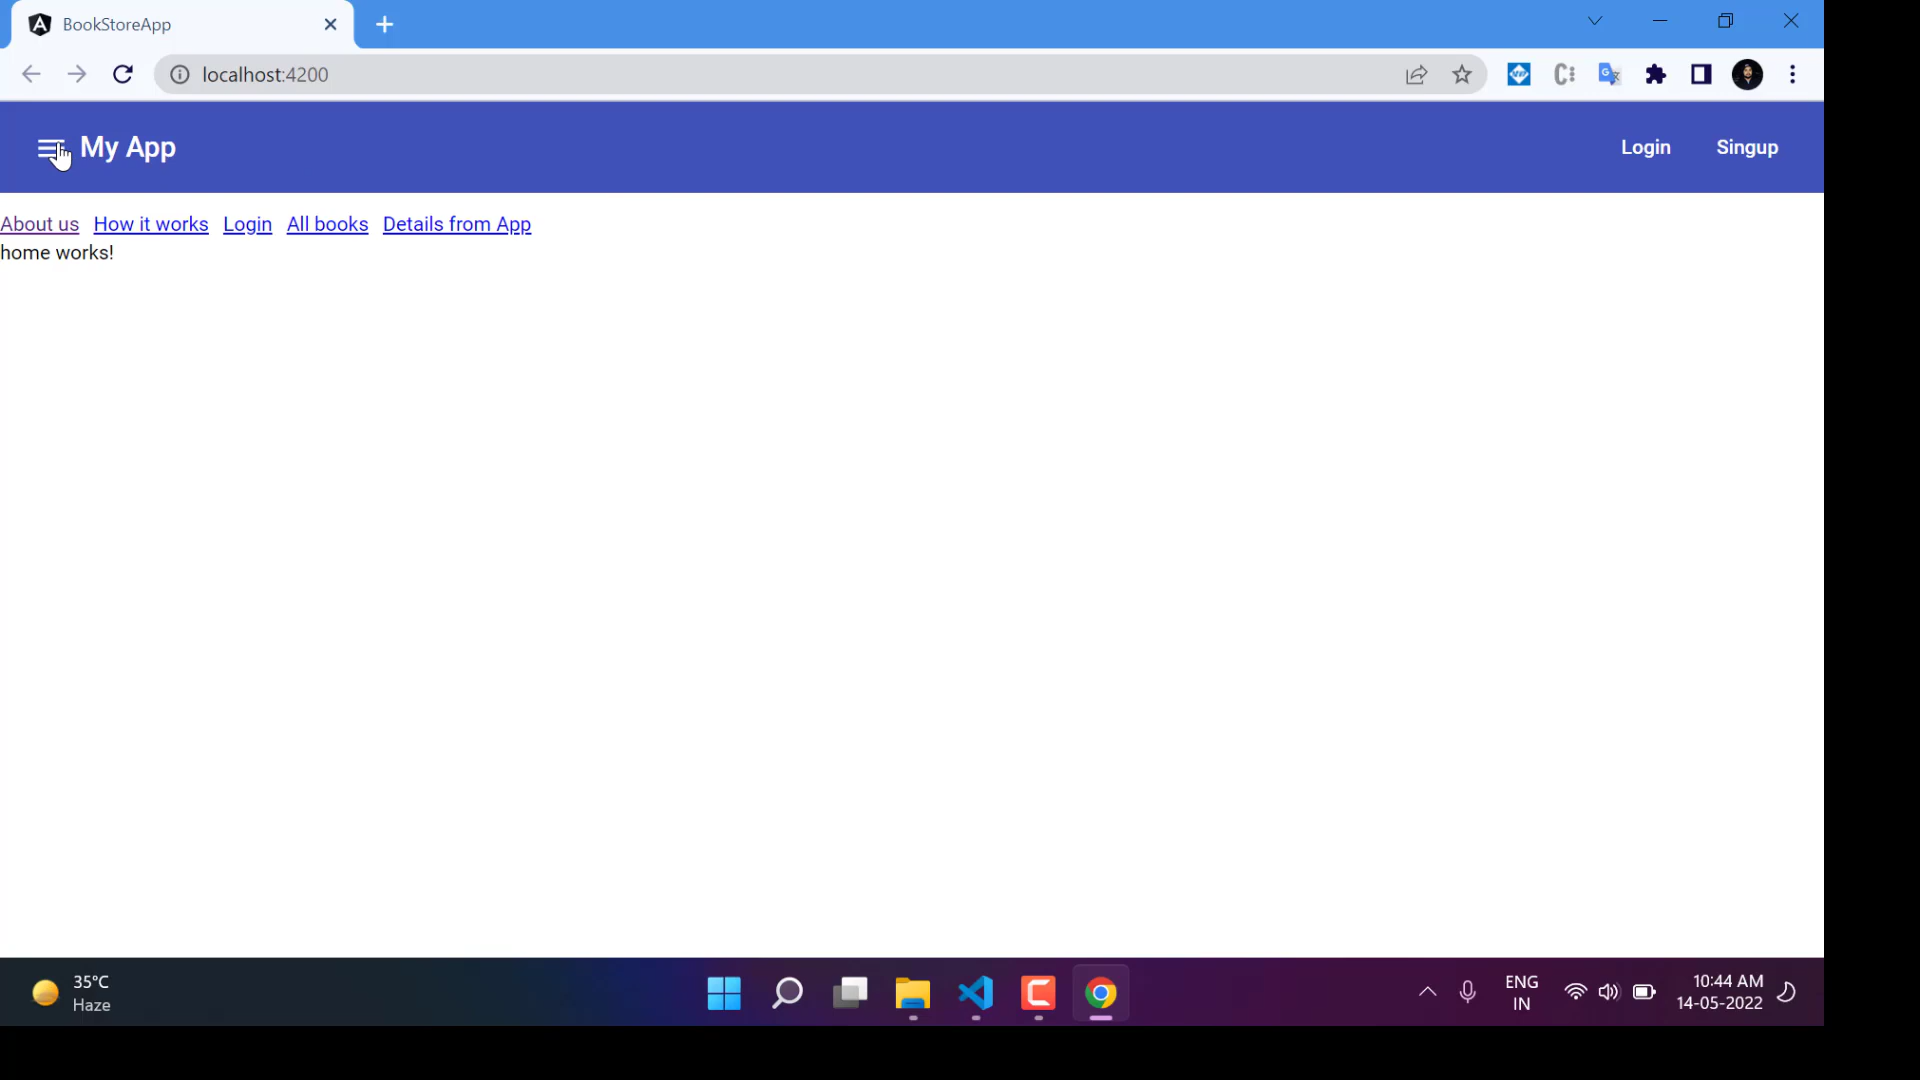 BookStoreApp
localhost:4200
My App
Login Singup
About us How it works Login All books Details from App
home works!
35°C
Haze
ENG
IN
10:44 AM
14-05-2022